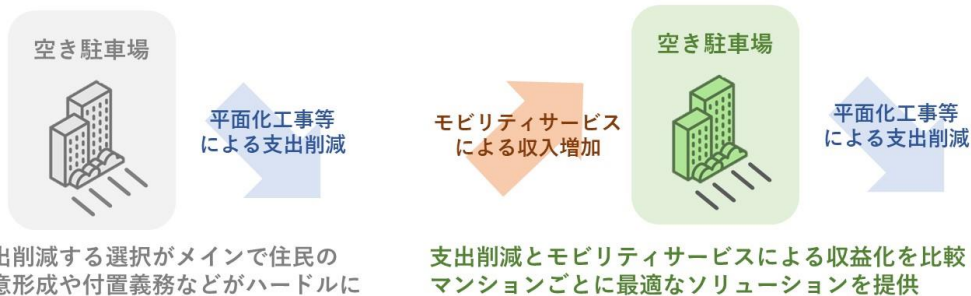 空き駐車場
平面化工事等
による支出削減
出削減する選択がメインで住民の
意形成や付置義務などがハードルに
モビリティサービス
による収入増加
空き駐車場
平面化工事等
による支出削減
支出削減とモビリティサービスによる収益化を比較
マンションごとに最適なソリューションを提供